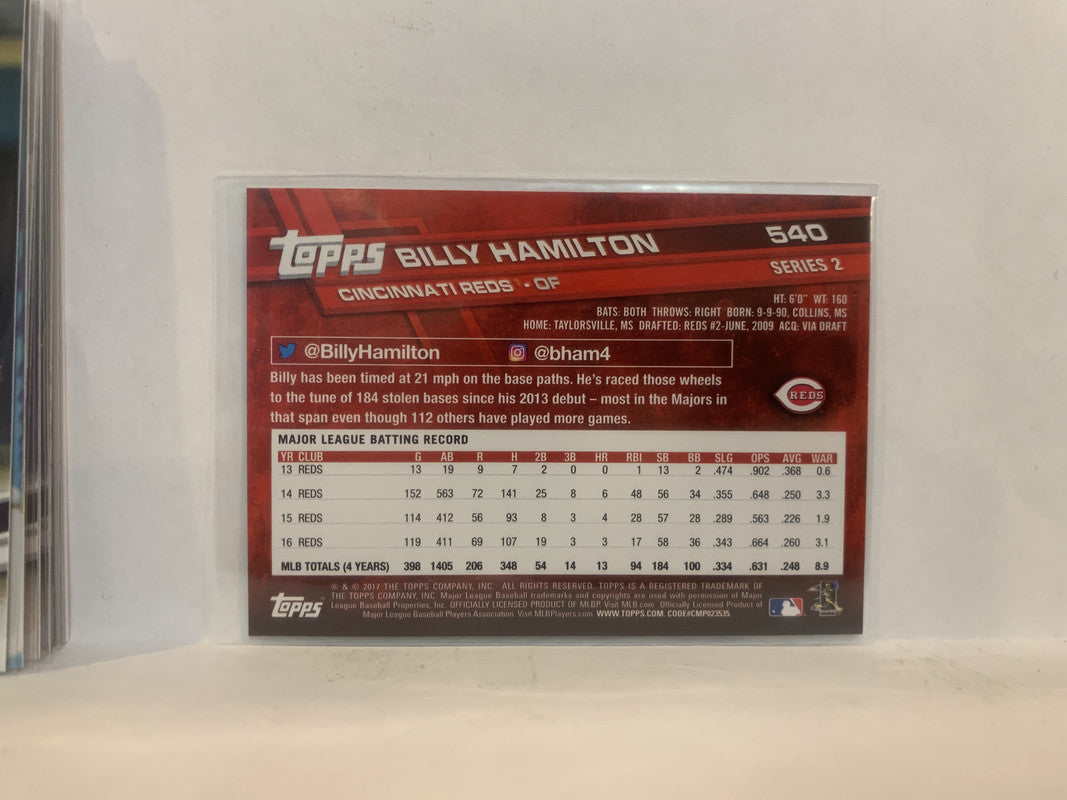 TOPPS BILLY HAMILTON 540
CINCINNATI REDS • OF SERIES 2
HT: 6'0" WT: 160
BATS: BOTH THROWS: RIGHT BORN: 9-9-90, COLLINS, MS
HOME: TAYLORSVILLE, MS DRAFTED: REDS #2-JUNE, 2009 ACQ: VIA DRAFT
@BillyHamilton @bham4
Billy has been timed at 21 mph on the base paths. He's raced those wheels
to the tune of 184 stolen bases since his 2013 debut – most in the Majors in
that span even though 112 others have played more games.
REDS
MAJOR LEAGUE BATTING RECORD
YR CLUB G AB R H 2B 3B HR RBI SB BB SLG OPS AVG WAR
13 REDS 13 19 9 7 2 0 0 1 13 2 .474 .902 .368 0.6
14 REDS 152 563 72 141 25 8 6 48 56 34 .355 .648 .250 3.3
15 REDS 114 412 56 93 8 3 4 28 57 28 .289 .563 .226 1.9
16 REDS 119 411 69 107 19 3 3 17 58 36 .343 .664 .260 3.1
MLB TOTALS (4 YEARS) 398 1405 206 348 54 14 13 94 184 100 .334 .631 .248 8.9
TOPPS
® & © 2017 THE TOPPS COMPANY, INC. ALL RIGHTS RESERVED. TOPPS IS A REGISTERED TRADEMARK OF
THE TOPPS COMPANY, INC. Major League Baseball trademarks and copyrights are used with permission of Major
League Baseball Properties, Inc. OFFICIALLY LICENSED PRODUCT OF MLBP. Visit MLB.com. Officially Licensed Product of
Major League Baseball Players Association. Visit MLBPlayers.com. WWW.TOPPS.COM. CODE#CMP023535.